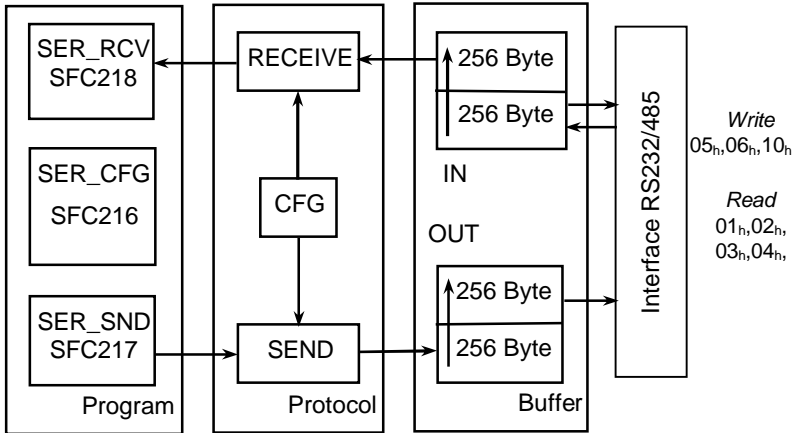 SER_RCV
SFC218
SER_CFG
SFC216
SER_SND
SFC217
Program
RECEIVE
CFG
SEND
Protocol
256 Byte
256 Byte
IN
OUT
256 Byte
256 Byte
Buffer
Interface RS232/485
Write
05h,06h,10h
Read
01h,02h,
03h,04h,